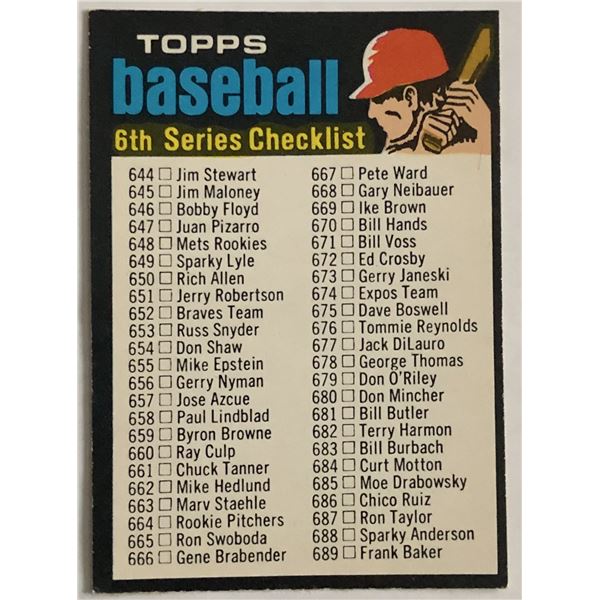 TOPPS
baseball
6th Series Checklist
644 Jim Stewart
645 Jim Maloney
646 Bobby Floyd
647 Juan Pizarro
648 Mets Rookies
649 Sparky Lyle
650 Rich Allen
651 Jerry Robertson
652 Braves Team
653 Russ Snyder
654 Don Shaw
655 Mike Epstein
656 Gerry Nyman
657 Jose Azcue
658 Paul Lindblad
659 Byron Browne
660 Ray Culp
661 Chuck Tanner
662 Mike Hedlund
663 Marv Staehle
664 Rookie Pitchers
665 Ron Swoboda
666 Gene Brabender
667 Pete Ward
668 Gary Neibauer
669 Ike Brown
670 Bill Hands
671 Bill Voss
672 Ed Crosby
673 Gerry Janeski
674 Expos Team
675 Dave Boswell
676 Tommie Reynolds
677 Jack DiLauro
678 George Thomas
679 Don O'Riley
680 Don Mincher
681 Bill Butler
682 Terry Harmon
683 Bill Burbach
684 Curt Motton
685 Moe Drabowsky
686 Chico Ruiz
687 Ron Taylor
688 Sparky Anderson
689 Frank Baker